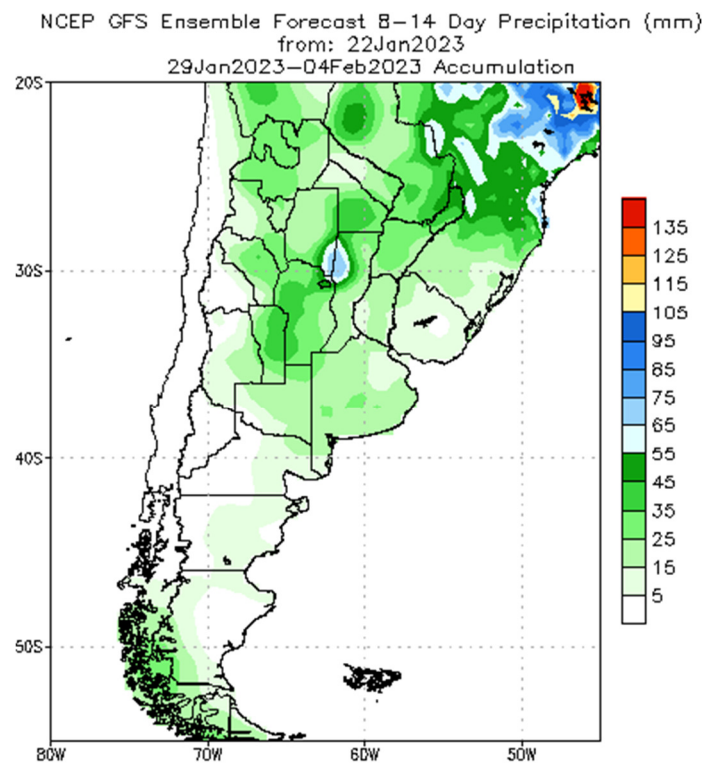 NCEP GFS Ensemble Forecast 8-14 Day Precipitation (mm)
from: 22Jan2023
29Jan2023-04Feb2023 Accumulation
20S
30S
40S
50S
80W
70W
60W
50W
135
125
115
105
95
85
75
65
55
45
35
25
15
5